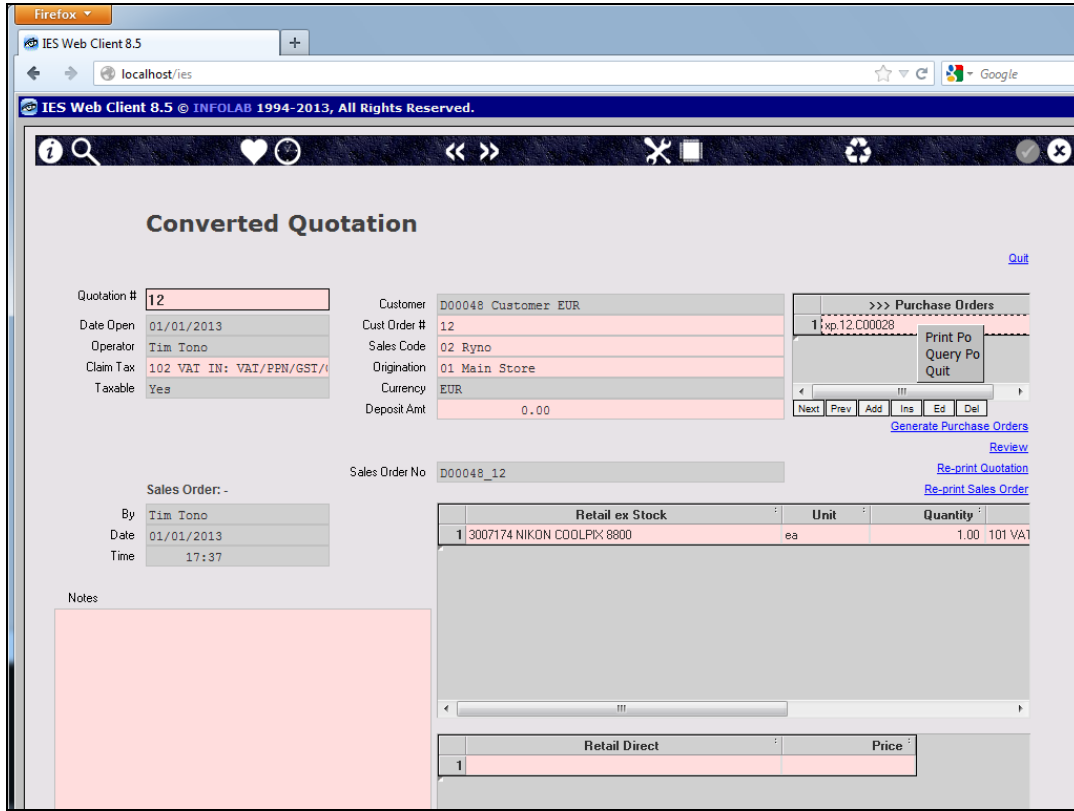 Firefox
IES Web Client 8.5
+
localhost/ies
Google
IES Web Client 8.5 © INFOLAB 1994-2013, All Rights Reserved.
Converted Quotation
Quit
Quotation # 12
Date Open 01/01/2013
Operator Tim Tono
Claim Tax 102 VAT IN: VAT/PPN/GST/
Taxable Yes
Customer D00048 Customer EUR
Cust Order # 12
Sales Code 02 Ryno
Origination 01 Main Store
Currency EUR
Deposit Amt 0.00
>>> Purchase Orders
1 xp.12.C00028
Print Po
Query Po
Quit
Next Prev Add Ins Ed Del
Generate Purchase Orders
Review
Sales Order No D00048_12
Re-print Quotation
Re-print Sales Order
Sales Order: -
By Tim Tono
Date 01/01/2013
Time 17:37
Retail ex Stock Unit Quantity
1 3007174 NIKON COOLPIX 8800 ea 1.00 101 VAT
Notes
Retail Direct Price
1